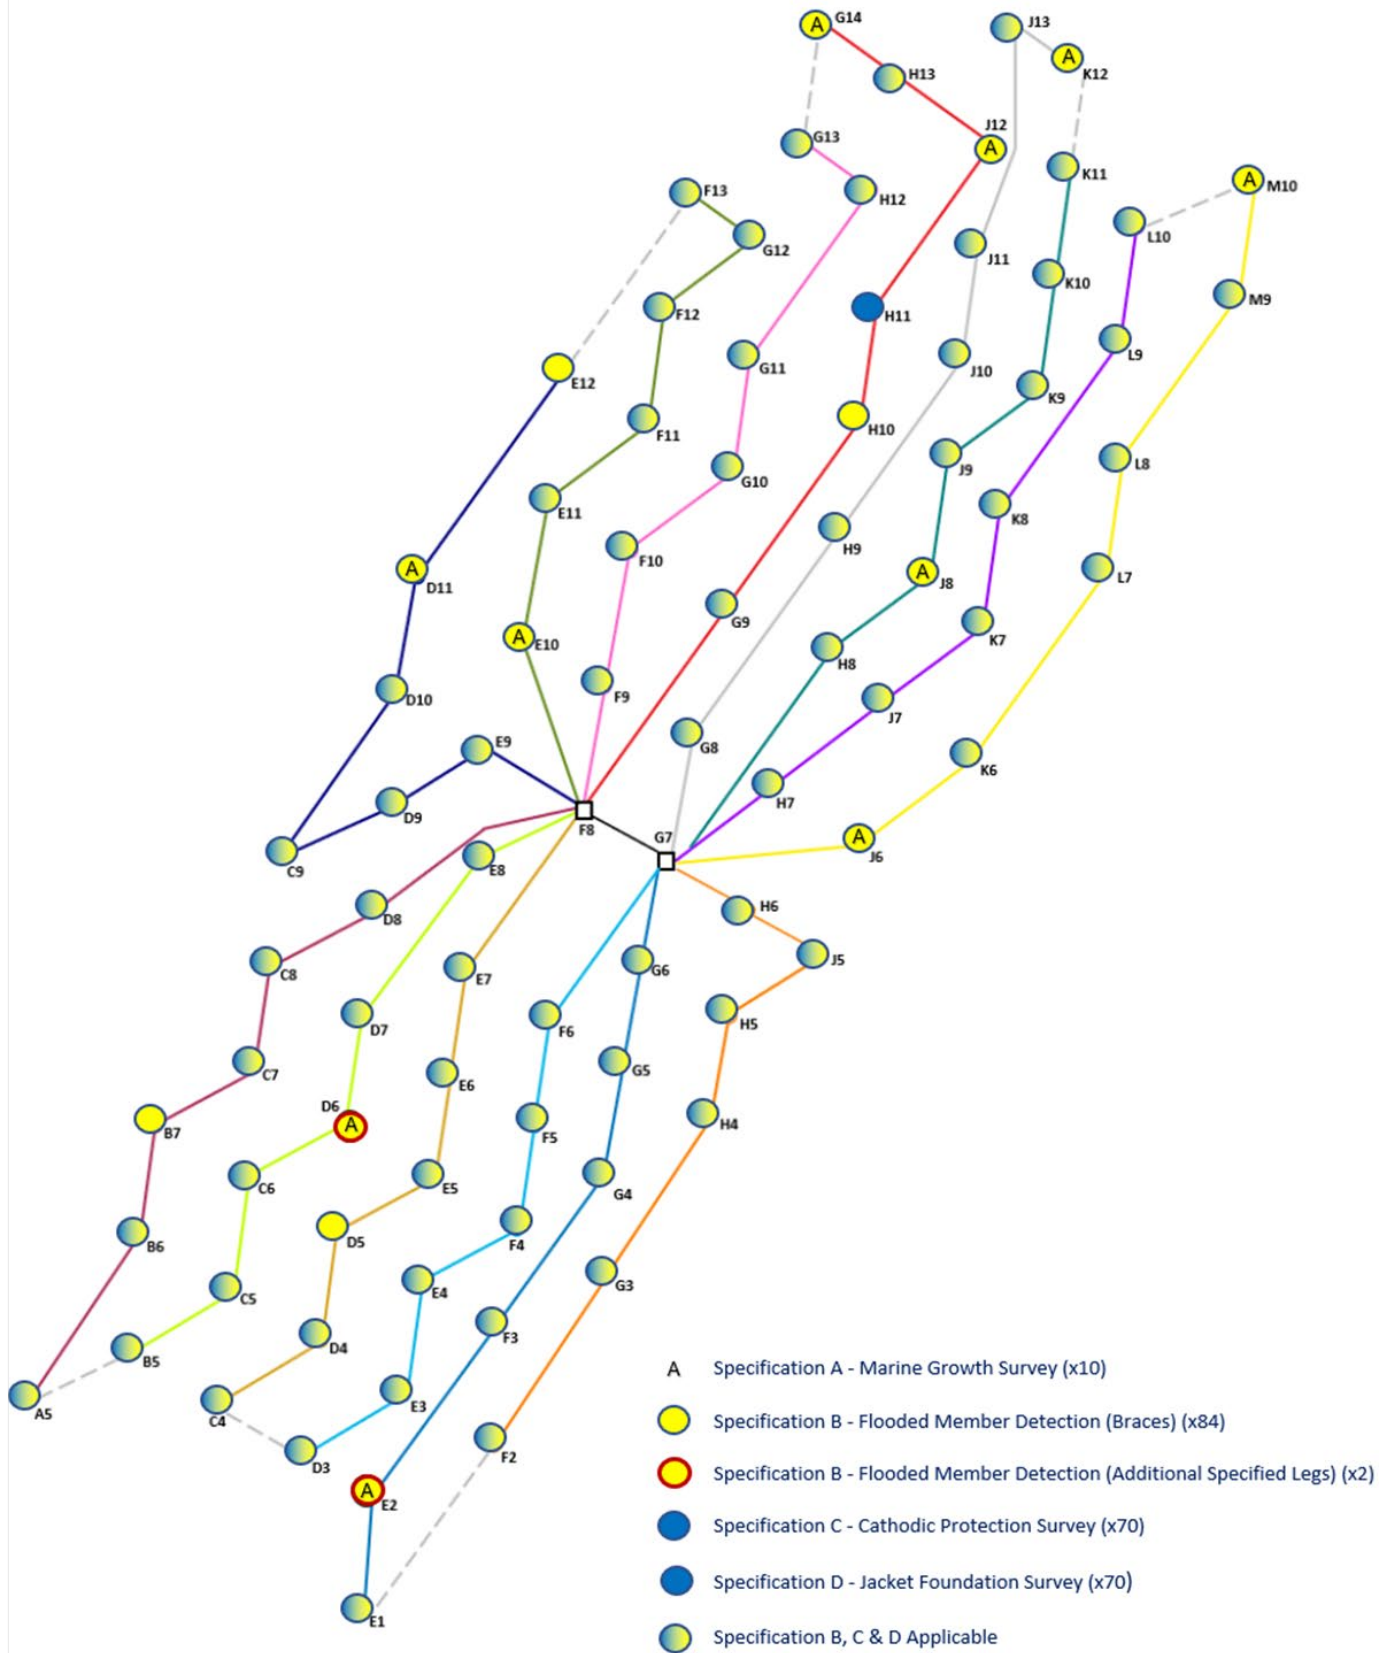 A G14
J13
H13
A K12
J12
A
G13
K11
A M10
F13
H12
L10
G12
J11
K10
M9
F12
H11
L9
G11
J10
E12
K9
F11
H10
J9
L8
G10
K8
E11
H9
F10
L7
A D11
A J8
G9
K7
A E10
H8
F9
D10
J7
G8
E9
K6
H7
D9
F8
G7
A J6
C9
E8
D8
H6
J5
C8
E7
G6
H5
D7
F6
C7
G5
E6
D6 A
H4
B7
F5
C6
E5
G4
D5
B6
F4
G3
C5
E4
F3
D4
B5
A Specification A - Marine Growth Survey (x10)
E3
A5
C4
Specification B - Flooded Member Detection (Braces) (x84)
D3
F2
Specification B - Flooded Member Detection (Additional Specified Legs) (x2)
A E2
Specification C - Cathodic Protection Survey (x70)
Specification D - Jacket Foundation Survey (x70)
E1
Specification B, C & D Applicable